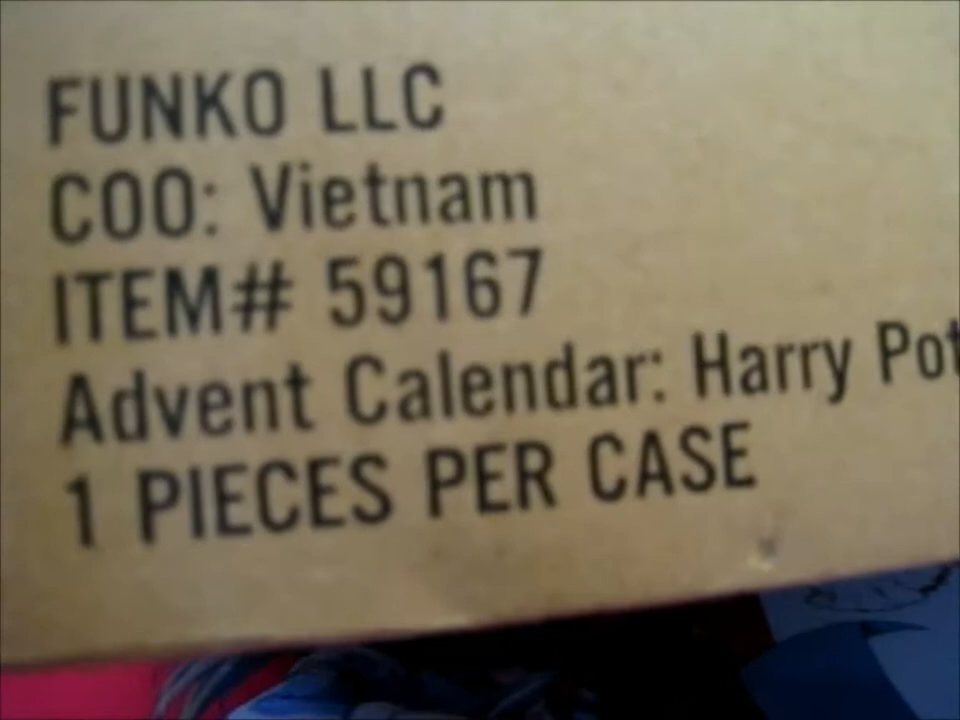 FUNKO LLC
COO: Vietnam
ITEM# 59167
Advent Calendar: Harry Pot
1 PIECES PER CASE